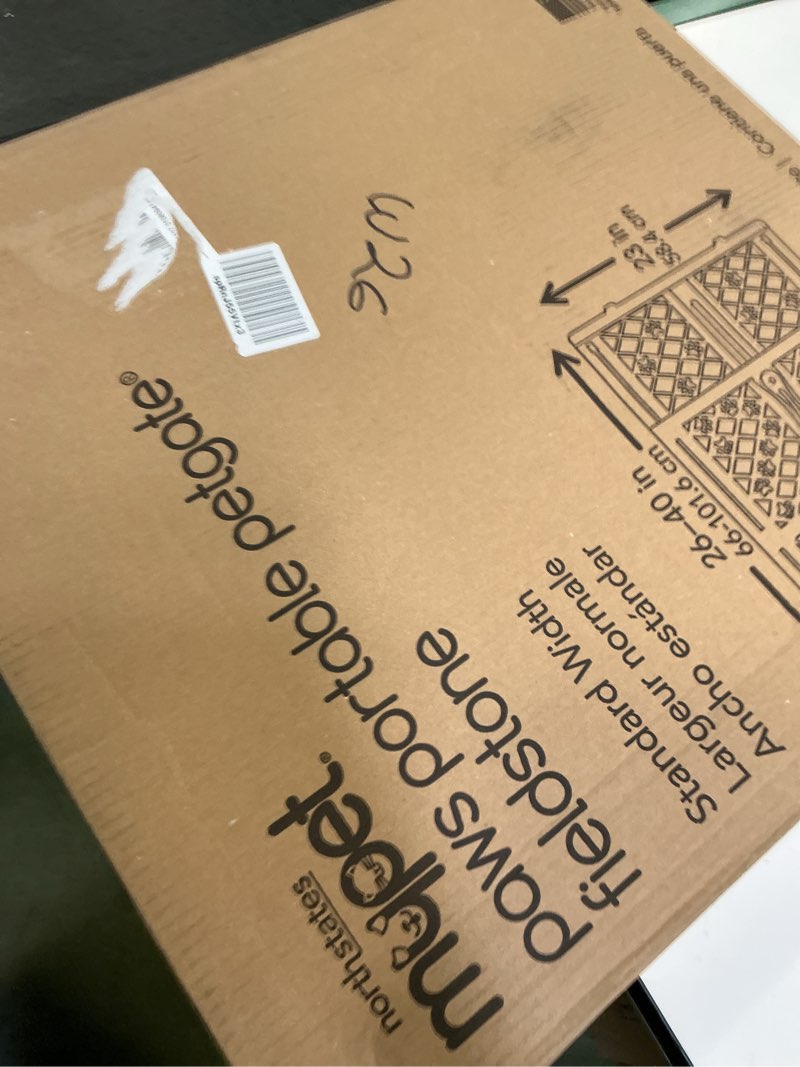 northstates
mypet®
paws portable petgate®
fieldstone
Standard Width
Largeur normale
Ancho estándar
26–40 in
66-101.6 cm
23 in
58.4 cm
Contiene una puerta
W26